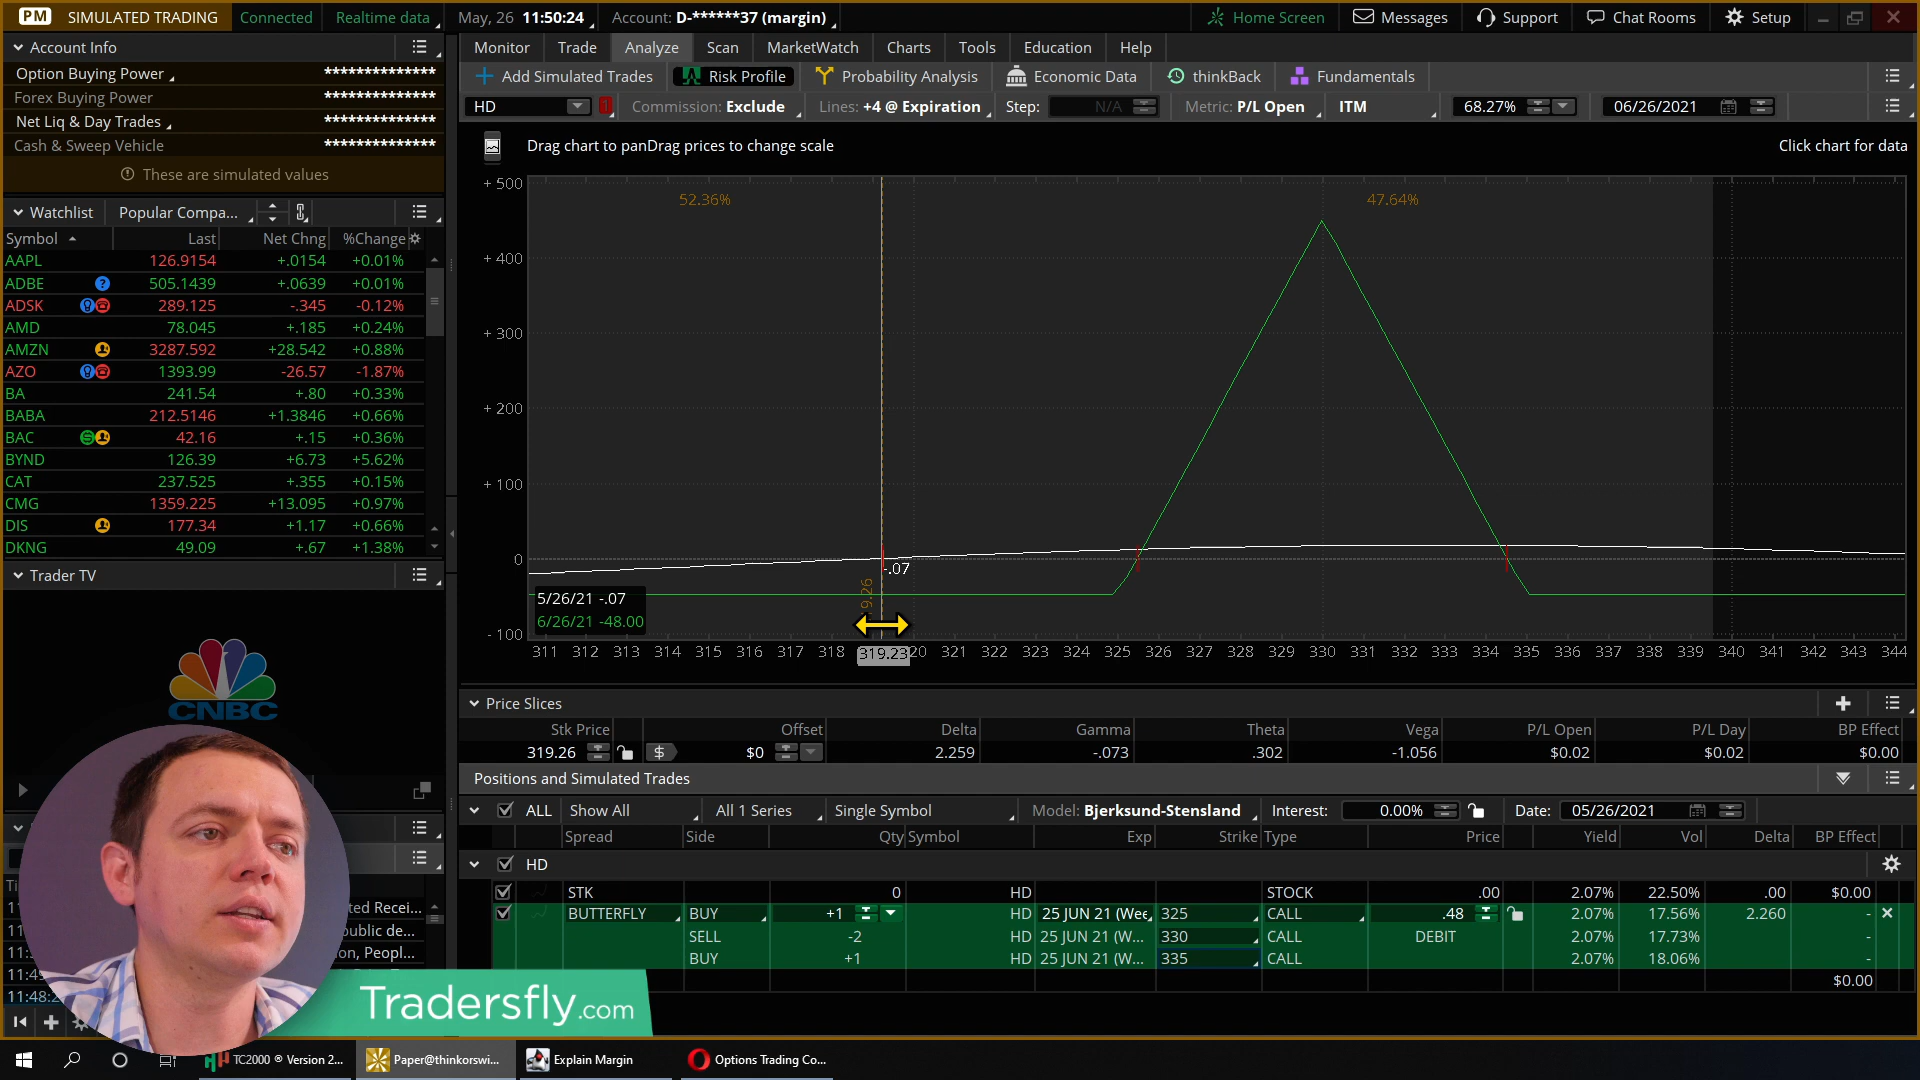 PM SIMULATED TRADING Connected Realtime data May, 26 11:50:24 Account: D-******37 (margin) Home Screen Messages Support Chat Rooms Setup
Account Info
Option Buying Power **************
Forex Buying Power **************
Net Liq & Day Trades **************
Cash & Sweep Vehicle **************
These are simulated values
Monitor Trade Analyze Scan MarketWatch Charts Tools Education Help
Add Simulated Trades Risk Profile Probability Analysis Economic Data thinkBack Fundamentals
HD 1 Commission: Exclude Lines: +4 @ Expiration Step: N/A Metric: P/L Open ITM 68.27% 06/26/2021
Drag chart to panDrag prices to change scale Click chart for data
Watchlist Popular Compa...
Symbol Last Net Chng %Change
AAPL 126.9154 +.0154 +0.01%
ADBE 505.1439 +.0639 +0.01%
ADSK 289.125 -.345 -0.12%
AMD 78.045 +.185 +0.24%
AMZN 3287.592 +28.542 +0.88%
AZO 1393.99 -26.57 -1.87%
BA 241.54 +.80 +0.33%
BABA 212.5146 +1.3846 +0.66%
BAC 42.16 +.15 +0.36%
BYND 126.39 +6.73 +5.62%
CAT 237.525 +.355 +0.15%
CMG 1359.225 +13.095 +0.97%
DIS 177.34 +1.17 +0.66%
DKNG 49.09 +.67 +1.38%
Trader TV
CNBC
+ 500
+ 400
+ 300
+ 200
+ 100
0
- 100
52.36% 47.64%
-.07
5/26/21 -.07
6/26/21 -48.00
311 312 313 314 315 316 317 318 319.23 20 321 322 323 324 325 326 327 328 329 330 331 332 333 334 335 336 337 338 339 340 341 342 343 344
Price Slices
Stk Price Offset Delta Gamma Theta Vega P/L Open P/L Day BP Effect
319.26 $ $0 2.259 -.073 .302 -1.056 $0.02 $0.02 $0.00
Positions and Simulated Trades
ALL Show All All 1 Series Single Symbol Model: Bjerksund-Stensland Interest: 0.00% Date: 05/26/2021
Spread Side Qty Symbol Exp Strike Type Price Yield Vol Delta BP Effect
HD
STK 0 HD STOCK .00 2.07% 22.50% .00 $0.00
BUTTERFLY BUY +1 HD 25 JUN 21 (Wee 325 CALL .48 2.07% 17.56% 2.260 -
SELL -2 HD 25 JUN 21 (W... 330 CALL DEBIT 2.07% 17.73% -
BUY +1 HD 25 JUN 21 (W... 335 CALL 2.07% 18.06% -
$0.00
ted Recei...
public de...
on, Peopl...
11:48:2
Tradersfly.com
TC2000 ® Version 2... Paper@thinkorswi... Explain Margin Options Trading Co...